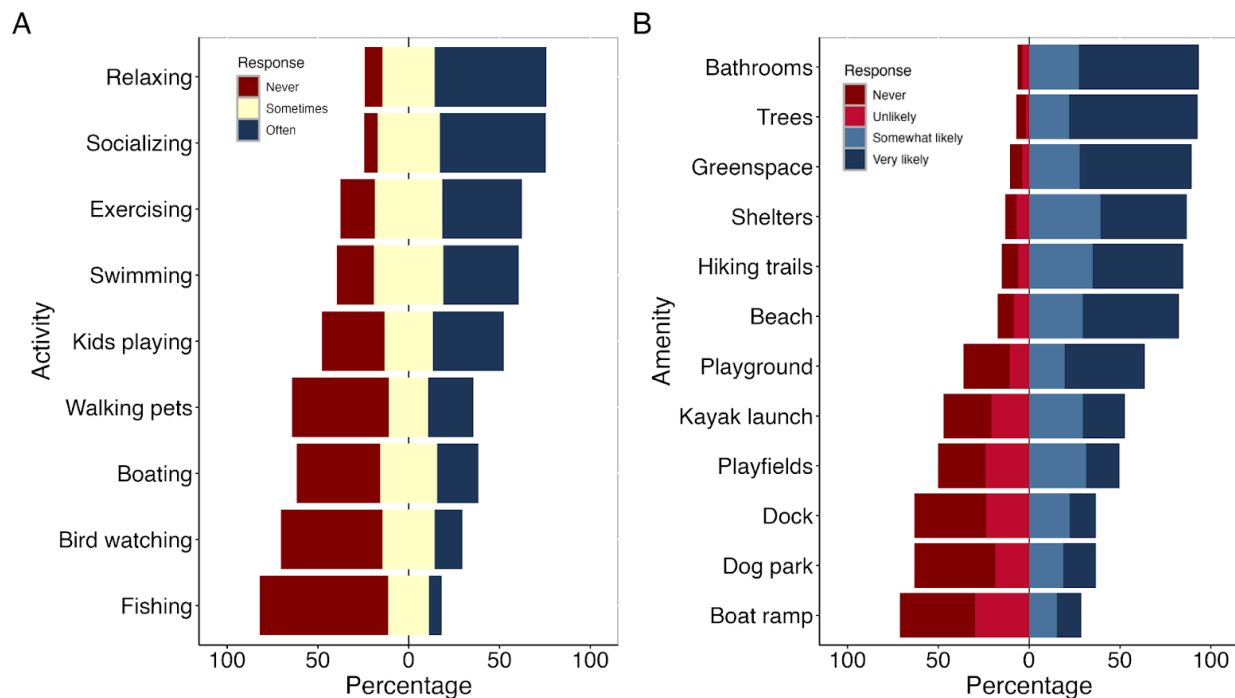 A
Activity
Relaxing
Socializing
Exercising
Swimming
Kids playing
Walking pets
Boating
Bird watching
Fishing
Response
Never
Sometimes
Often
100 50 0 50 100
Percentage
B
Amenity
Bathrooms
Trees
Greenspace
Shelters
Hiking trails
Beach
Playground
Kayak launch
Playfields
Dock
Dog park
Boat ramp
Response
Never
Unlikely
Somewhat likely
Very likely
100 50 0 50 100
Percentage